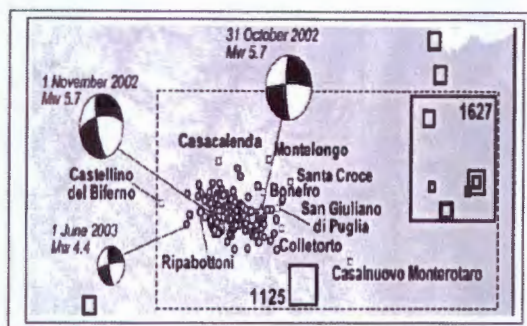 31 October 2002
Mw 5.7
1 November 2002
Mw 5.7
1627
Casacalenda
Montelongo
Castellino
del Biferno
Santa Croce
Bonefro
San Giuliano
di Puglia
1 June 2003
Mw 4.4
Colletorto
Ripabottoni
Casalnuovo Monterotaro
1125